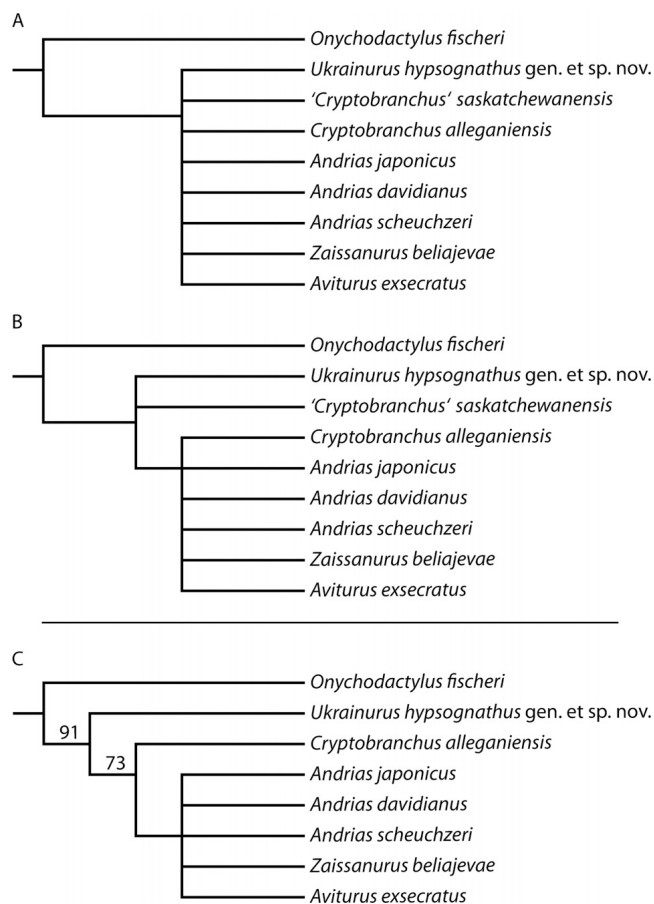 A
Onychodactylus fischeri
Ukrainurus hypsognathus gen. et sp. nov.
‘Cryptobranchus‘ saskatchewanensis
Cryptobranchus alleganiensis
Andrias japonicus
Andrias davidianus
Andrias scheuchzeri
Zaissanurus beliajevae
Aviturus exsecratus
B
Onychodactylus fischeri
Ukrainurus hypsognathus gen. et sp. nov.
‘Cryptobranchus‘ saskatchewanensis
Cryptobranchus alleganiensis
Andrias japonicus
Andrias davidianus
Andrias scheuchzeri
Zaissanurus beliajevae
Aviturus exsecratus
C
Onychodactylus fischeri
Ukrainurus hypsognathus gen. et sp. nov.
91
Cryptobranchus alleganiensis
73
Andrias japonicus
Andrias davidianus
Andrias scheuchzeri
Zaissanurus beliajevae
Aviturus exsecratus